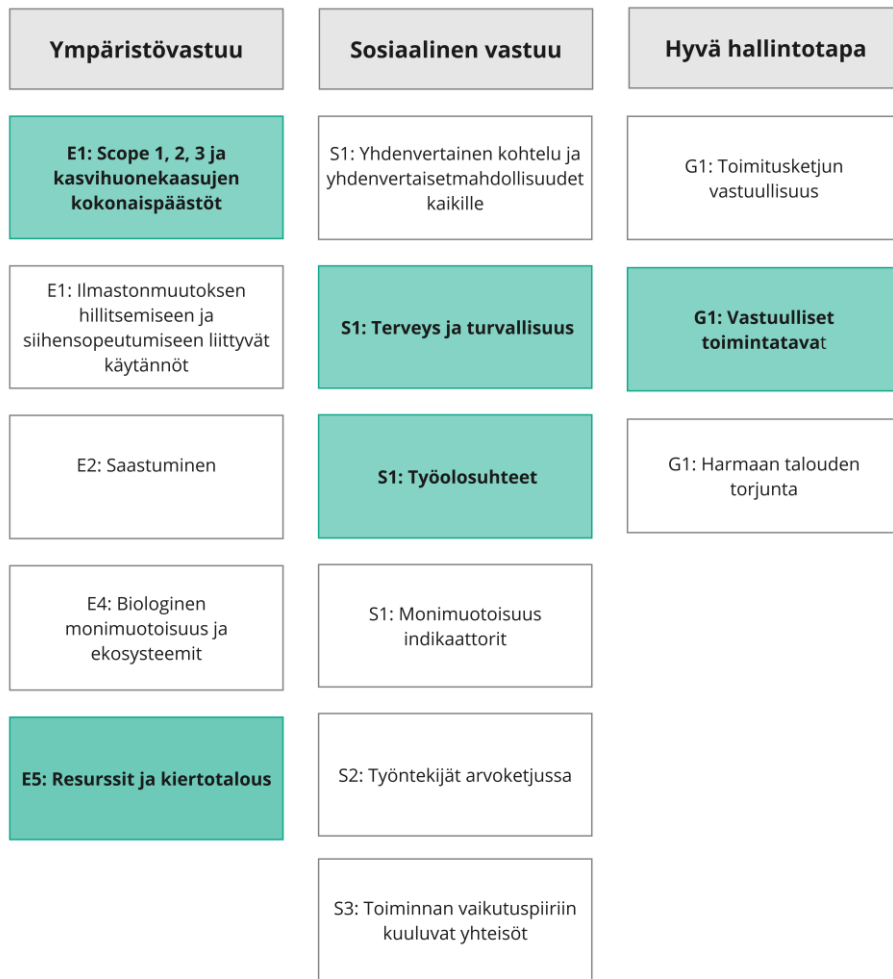 Ympäristövastuu
E1: Scope 1, 2, 3 ja
kasvihuonekaasujen
kokonaispäästöt
E1: Ilmastonmuutoksen
hillitsemiseen ja
siihensopeutumiseen liittyvät
käytännöt
E2: Saastuminen
E4: Biologinen
monimuotoisuus ja
ekosysteemit
E5: Resurssit ja kiertotalous
Sosiaalinen vastuu
S1: Yhdenvertainen kohtelu ja
yhdenvertaisetmahdollisuudet
kaikille
S1: Terveys ja turvallisuus
S1: Työolosuhteet
S1: Monimuotoisuus
indikaattorit
S2: Työntekijät arvoketjussa
S3: Toiminnan vaikutuspiiriin
kuuluvat yhteisöt
Hyvä hallintotapa
G1: Toimitusketjun
vastuullisuus
G1: Vastuulliset
toimintatavat
G1: Harmaan talouden
torjunta